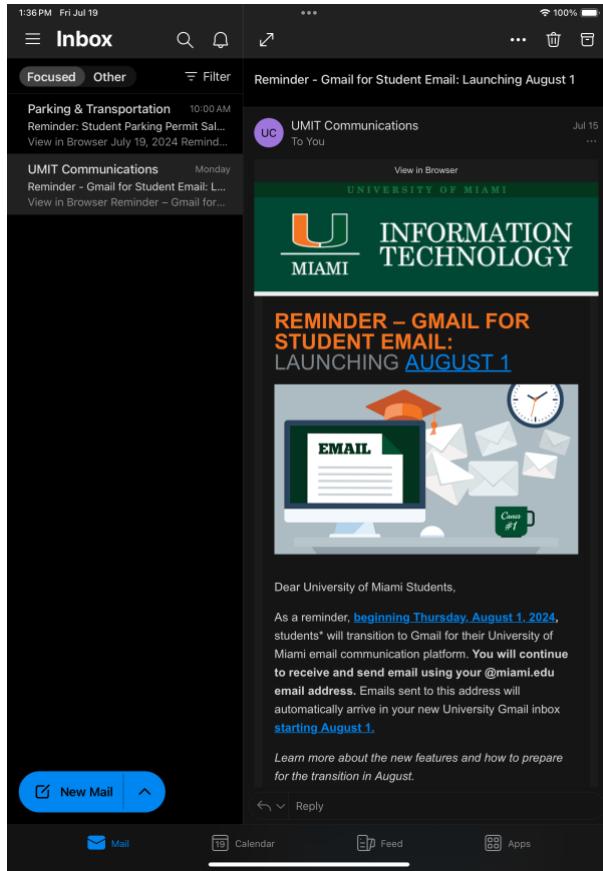 1:36 PM Fri Jul 19
100%
Inbox
Focused Other
Filter
Parking & Transportation 10:00 AM
Reminder: Student Parking Permit Sal...
View in Browser July 19, 2024 Remind...
UMIT Communications Monday
Reminder - Gmail for Student Email: L...
View in Browser Reminder – Gmail for...
New Mail
Reminder - Gmail for Student Email: Launching August 1
UC
UMIT Communications Jul 15
To You
View in Browser
UNIVERSITY OF MIAMI
MIAMI
INFORMATION
TECHNOLOGY
REMINDER – GMAIL FOR
STUDENT EMAIL:
LAUNCHING AUGUST 1
EMAIL
Canes
#1
Dear University of Miami Students,
As a reminder, beginning Thursday, August 1, 2024,
students* will transition to Gmail for their University of
Miami email communication platform. You will continue
to receive and send email using your @miami.edu
email address. Emails sent to this address will
automatically arrive in your new University Gmail inbox
starting August 1.
Learn more about the new features and how to prepare
for the transition in August.
Reply
Mail
19 Calendar
Feed
Apps